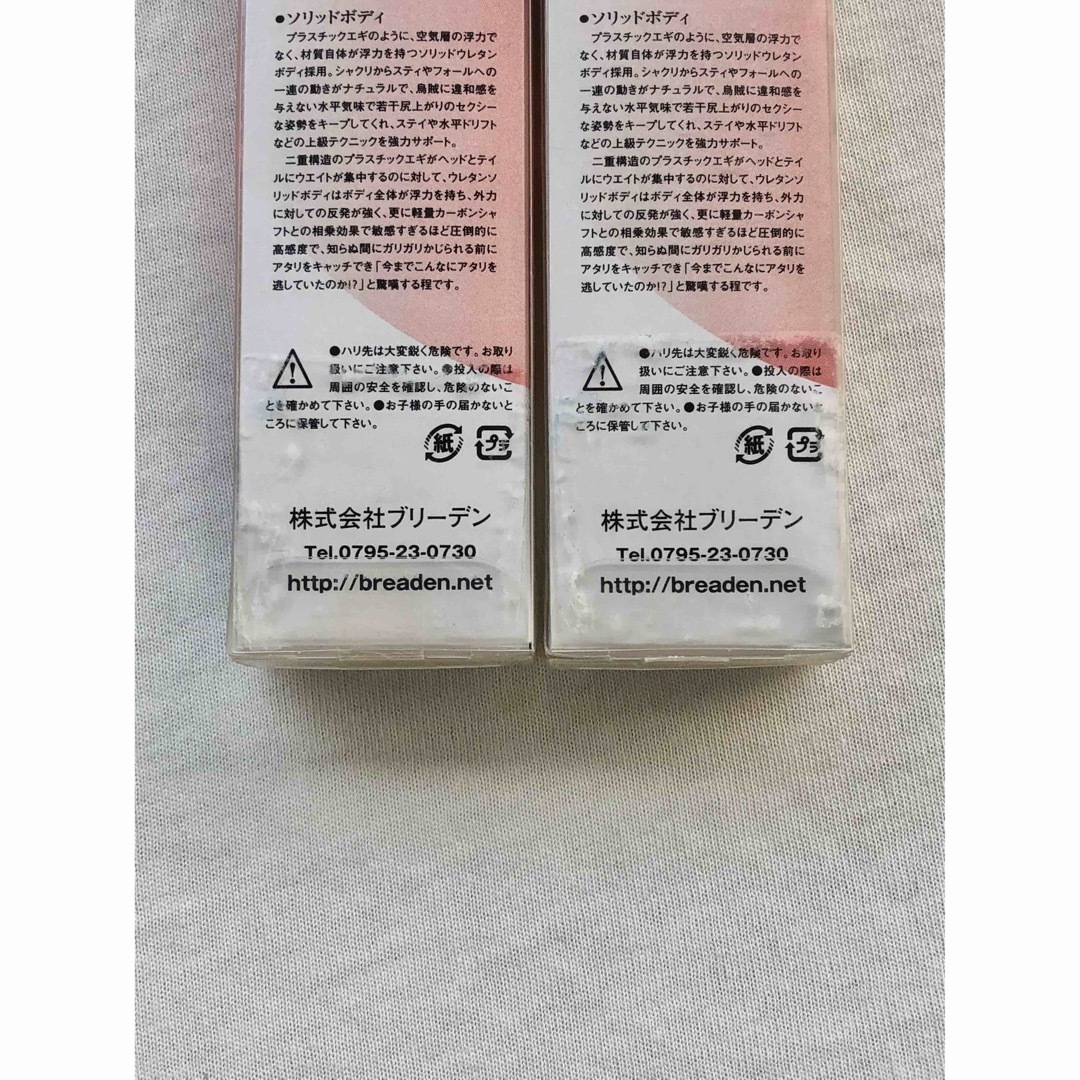 ●ソリッドボディ
プラスチックエギのように、空気層の浮力で
なく、材質自体が浮力を持つソリッドウレタン
ボディ採用。シャクリからスティやフォールへの
一連の動きがナチュラルで、烏賊に違和感を
与えない水平気味で若干尻上がりのセクシー
な姿勢をキープしてくれ、ステイや水平ドリフト
などの上級テクニックを強力サポート。
二重構造のプラスチックエギがヘッドとテイ
ルにウエイトが集中するのに対して、ウレタンソ
リッドボディはボディ全体が浮力を持ち、外力
に対しての反発が強く、更に軽量カーボンシャ
フトとの相乗効果で敏感すぎるほど圧倒的に
高感度で、知らぬ間にガリガリかじられる前に
アタリをキャッチでき「今までこんなにアタリを
逃していたのか!?」と驚嘆する程です。
●ハリ先は大変鋭く危険です。お取り
扱いにご注意下さい。●投入の際は
周囲の安全を確認し、危険のないこ
とを確かめて下さい。●お子様の手の届かないと
ころに保管して下さい。
紙 プラ
株式会社ブリーデン
Tel.0795-23-0730
http://breaden.net
●ソリッドボディ
プラスチックエギのように、空気層の浮力で
なく、材質自体が浮力を持つソリッドウレタン
ボディ採用。シャクリからスティやフォールへの
一連の動きがナチュラルで、烏賊に違和感を
与えない水平気味で若干尻上がりのセクシー
な姿勢をキープしてくれ、ステイや水平ドリフト
などの上級テクニックを強力サポート。
二重構造のプラスチックエギがヘッドとテイ
ルにウエイトが集中するのに対して、ウレタンソ
リッドボディはボディ全体が浮力を持ち、外力
に対しての反発が強く、更に軽量カーボンシャ
フトとの相乗効果で敏感すぎるほど圧倒的に
高感度で、知らぬ間にガリガリかじられる前に
アタリをキャッチでき「今までこんなにアタリを
逃していたのか!?」と驚嘆する程です。
●ハリ先は大変鋭く危険です。お取り
扱いにご注意下さい。●投入の際は
周囲の安全を確認し、危険のないこ
とを確かめて下さい。●お子様の手の届かないと
ころに保管して下さい。
紙 プラ
株式会社ブリーデン
Tel.0795-23-0730
http://breaden.net